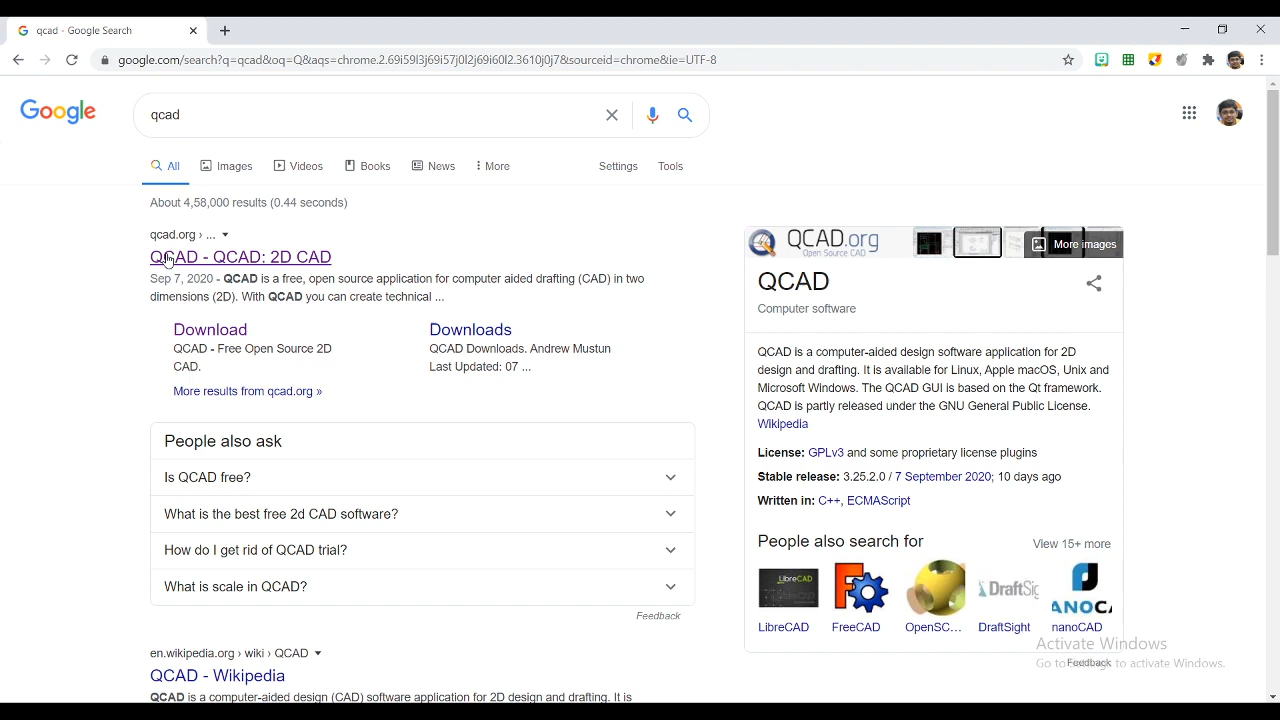 qcad - Google Search
google.com/search?q=qcad&oq=Q&aqs=chrome.2.69i59l3j69i57j0l2j69i60l2.3616j0j7&sourceid=chrome&ie=UTF-8
Google
qcad
All Images Videos Books News More Settings Tools
About 4,58,000 results (0.44 seconds)
qcad.org › ...
QCAD - QCAD: 2D CAD
Sep 7, 2020 - QCAD is a free, open source application for computer aided drafting (CAD) in two
dimensions (2D). With QCAD you can create technical ...
Download
QCAD - Free Open Source 2D
CAD.
Downloads
QCAD Downloads. Andrew Mustun
Last Updated: 07 ...
More results from qcad.org »
People also ask
Is QCAD free?
What is the best free 2d CAD software?
How do I get rid of QCAD trial?
What is scale in QCAD?
Feedback
en.wikipedia.org › wiki › QCAD
QCAD - Wikipedia
QCAD is a computer-aided design (CAD) software application for 2D design and drafting. It is
QCAD.org
Open Source CAD
More images
QCAD
Computer software
QCAD is a computer-aided design software application for 2D
design and drafting. It is available for Linux, Apple macOS, Unix and
Microsoft Windows. The QCAD GUI is based on the Qt framework.
QCAD is partly released under the GNU General Public License.
Wikipedia
License: GPLv3 and some proprietary license plugins
Stable release: 3.25.2.0 / 7 September 2020; 10 days ago
Written in: C++, ECMAScript
People also search for
View 15+ more
LibreCAD
DraftSig
ANOC
LibreCAD FreeCAD OpenSC... DraftSight nanoCAD
Activate Windows
Go to Settings to activate Windows.
Feedback